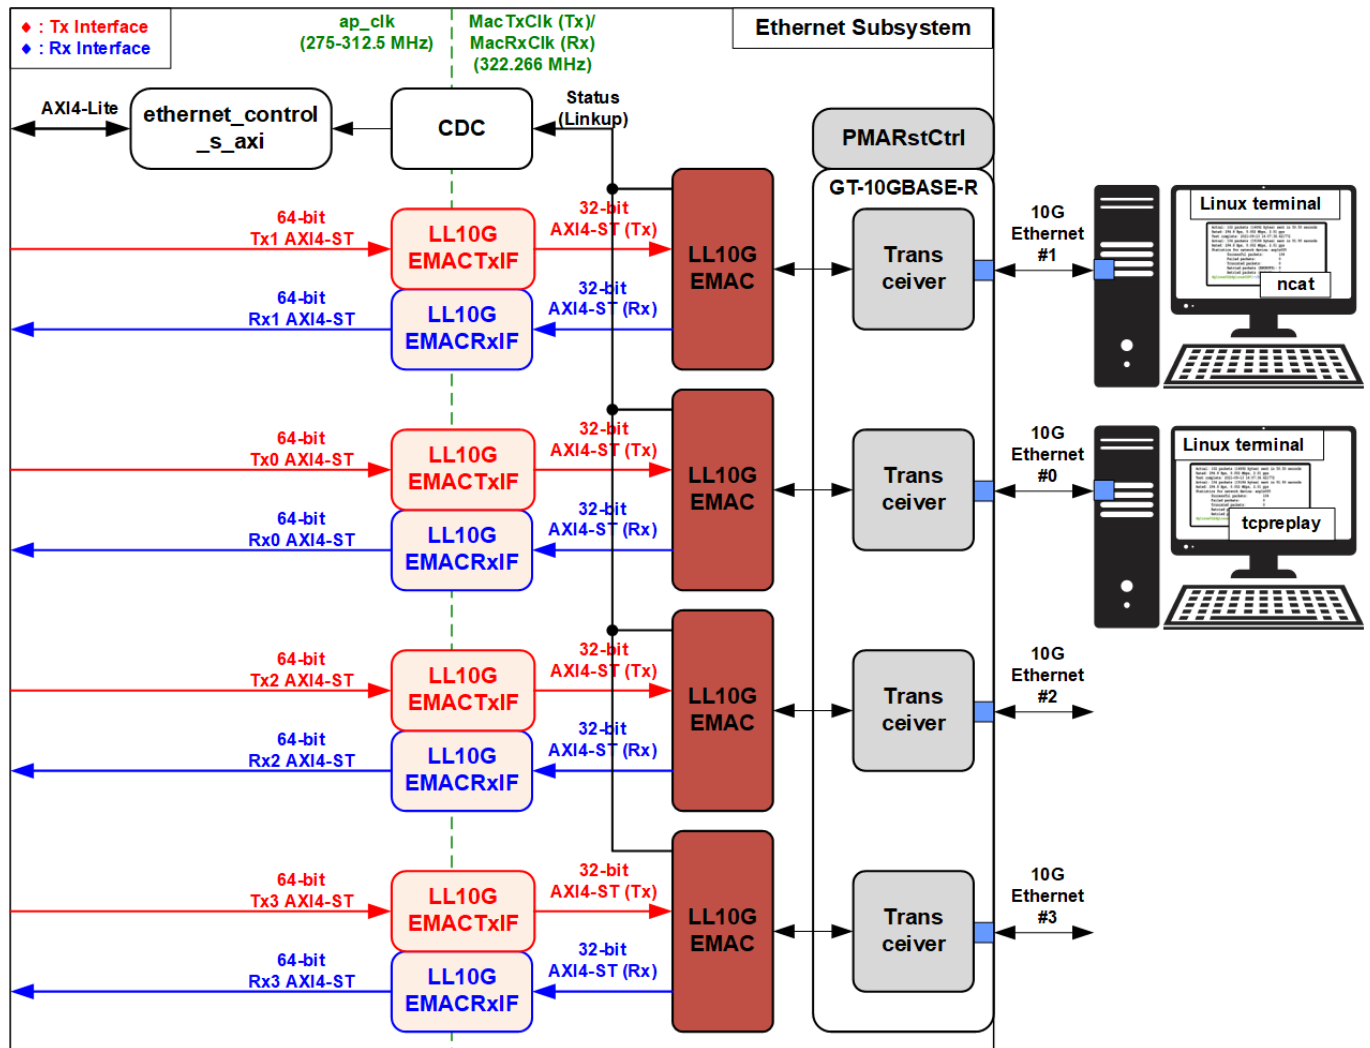 : Tx Interface
: Rx Interface
ap_clk
(275-312.5 MHz)
MacTxClk (Tx)/
MacRxClk (Rx)
(322.266 MHz)
Ethernet Subsystem
AXI4-Lite
ethernet_control
_s_axi
CDC
Status
(Linkup)
PMARstCtrl
GT-10GBASE-R
64-bit
Tx1 AXI4-ST
LL10G
EMACTxIF
32-bit
AXI4-ST (Tx)
64-bit
Rx1 AXI4-ST
LL10G
EMACRxIF
32-bit
AXI4-ST (Rx)
LL10G
EMAC
Trans
ceiver
10G
Ethernet
#1
Linux terminal
ncat
64-bit
Tx0 AXI4-ST
LL10G
EMACTxIF
32-bit
AXI4-ST (Tx)
64-bit
Rx0 AXI4-ST
LL10G
EMACRxIF
32-bit
AXI4-ST (Rx)
LL10G
EMAC
Trans
ceiver
10G
Ethernet
#0
Linux terminal
tcpreplay
64-bit
Tx2 AXI4-ST
LL10G
EMACTxIF
32-bit
AXI4-ST (Tx)
64-bit
Rx2 AXI4-ST
LL10G
EMACRxIF
32-bit
AXI4-ST (Rx)
LL10G
EMAC
Trans
ceiver
10G
Ethernet
#2
64-bit
Tx3 AXI4-ST
LL10G
EMACTxIF
32-bit
AXI4-ST (Tx)
64-bit
Rx3 AXI4-ST
LL10G
EMACRxIF
32-bit
AXI4-ST (Rx)
LL10G
EMAC
Trans
ceiver
10G
Ethernet
#3